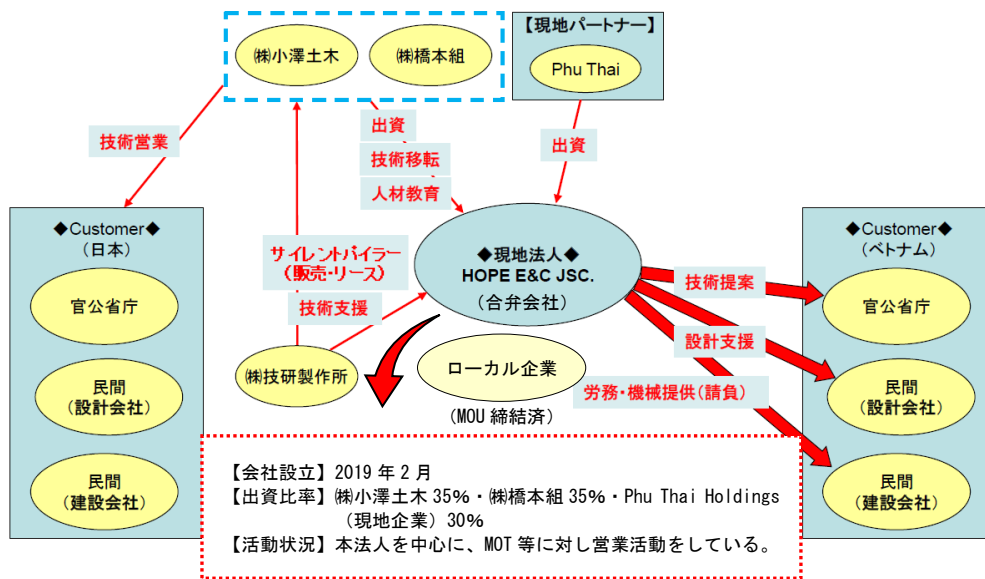 ㈱小澤土木
㈱橋本組
【現地パートナー】
Phu Thai
技術営業
出資
技術移転
人材教育
出資
◆Customer◆
（日本）
官公省庁
民間
（設計会社）
民間
（建設会社）
サイレントパイラー
（販売・リース）
技術支援
㈱技研製作所
◆現地法人◆
HOPE E&C JSC.
（合弁会社）
ローカル企業
（MOU 締結済）
技術提案
設計支援
労務・機械提供（請負）
◆Customer◆
（ベトナム）
官公省庁
民間
（設計会社）
民間
（建設会社）
【会社設立】2019 年 2 月
【出資比率】㈱小澤土木 35%・㈱橋本組 35%・Phu Thai Holdings
（現地企業）30%
【活動状況】本法人を中心に、MOT 等に対し営業活動をしている。